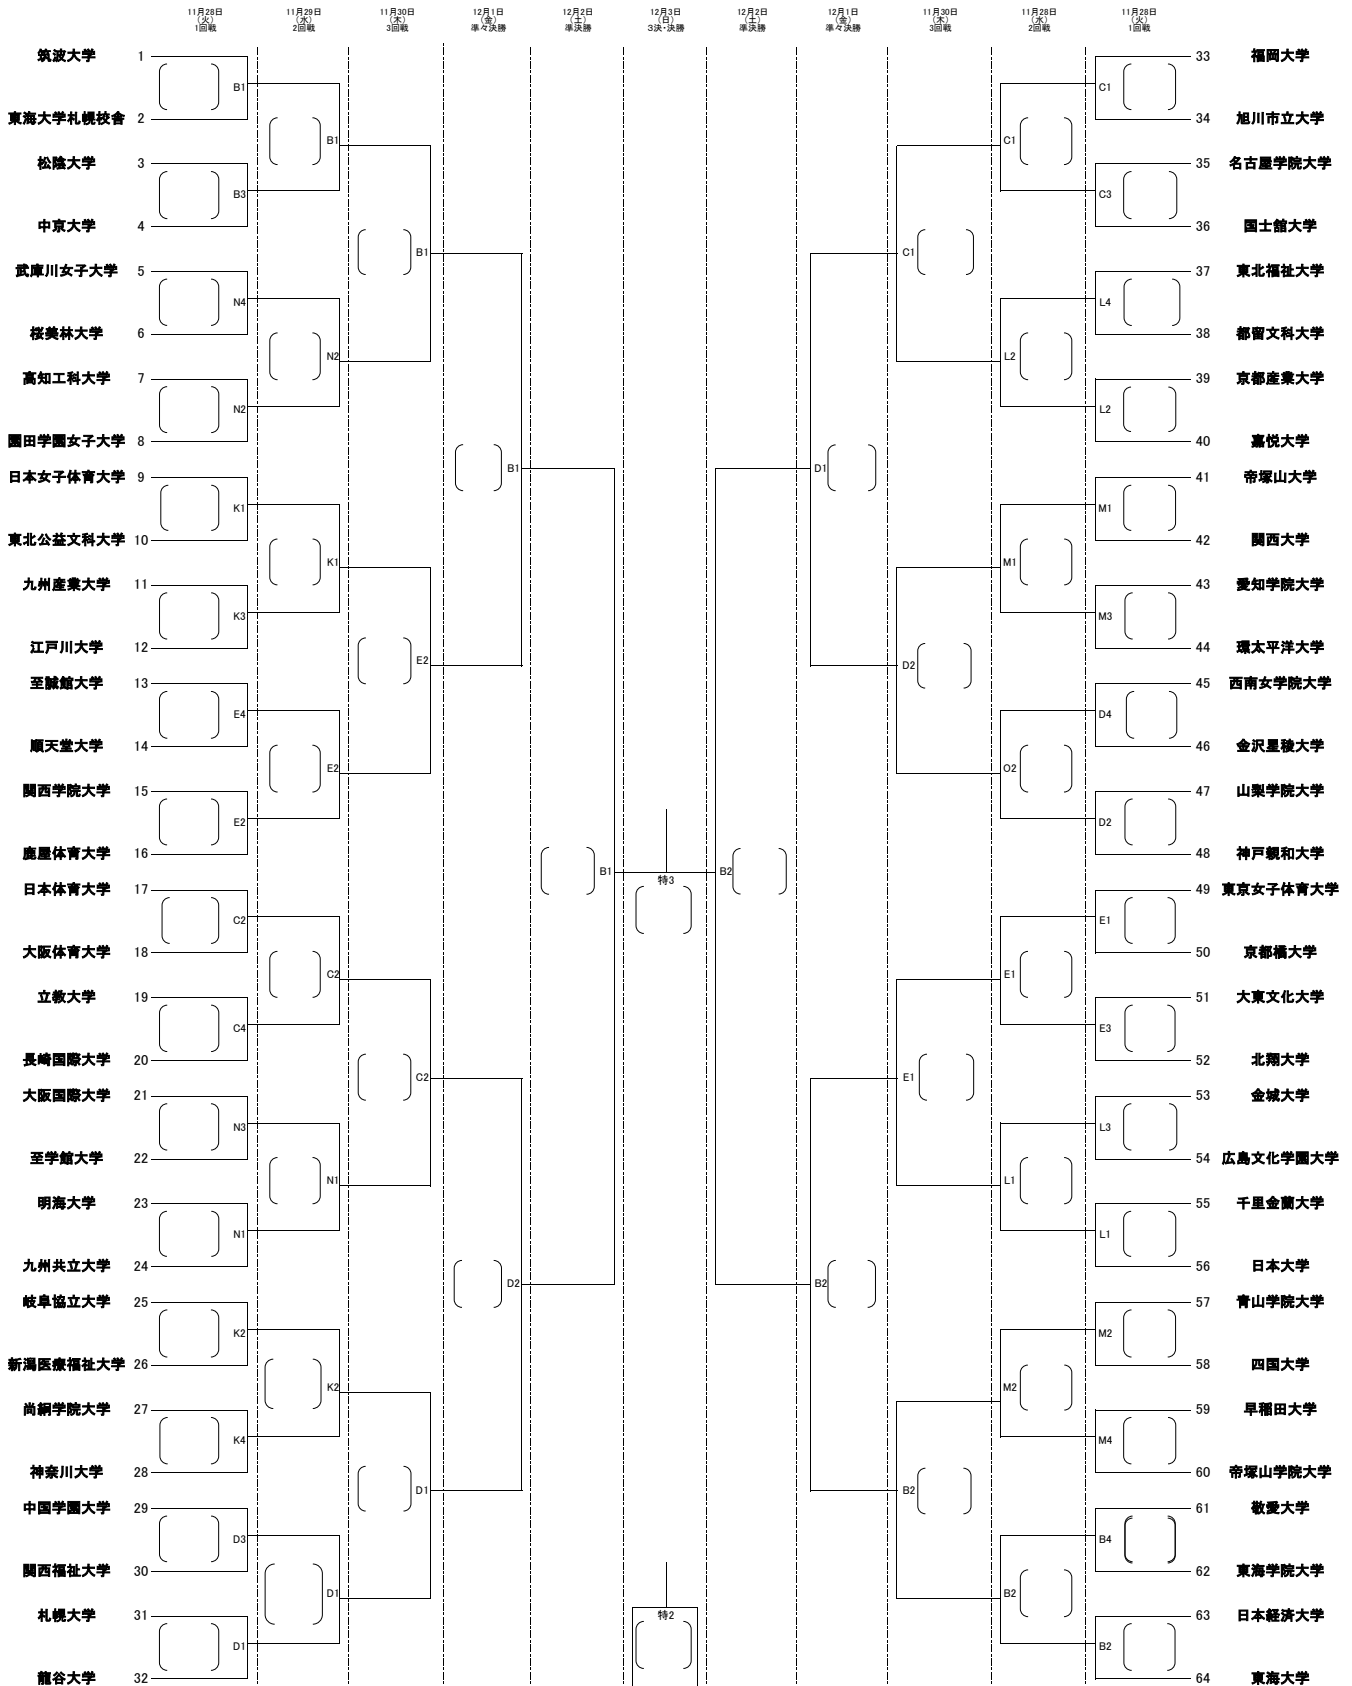 11月28日
(火)
1回戦
11月29日
(水)
2回戦
11月30日
(木)
3回戦
12月1日
(金)
準々決勝
12月2日
(土)
準決勝
12月3日
(日)
3決・決勝
12月2日
(土)
準決勝
12月1日
(金)
準々決勝
11月30日
(木)
3回戦
11月28日
(水)
2回戦
11月28日
(火)
1回戦
筑波大学 1
B1
東海大学札幌校舎 2
B1
松陰大学 3
B3
中京大学 4
B1
武庫川女子大学 5
N4
桜美林大学 6
N2
高知工科大学 7
N2
園田学園女子大学 8
B1
日本女子体育大学 9
K1
東北公益文科大学 10
K1
九州産業大学 11
K3
江戸川大学 12
E2
至誠館大学 13
E4
順天堂大学 14
E2
関西学院大学 15
E2
鹿屋体育大学 16
B1
日本体育大学 17
C2
大阪体育大学 18
C2
立教大学 19
C4
長崎国際大学 20
C2
大阪国際大学 21
N3
至学館大学 22
N1
明海大学 23
N1
九州共立大学 24
D2
岐阜協立大学 25
K2
新潟医療福祉大学 26
K2
尚絅学院大学 27
K4
神奈川大学 28
D1
中国学園大学 29
D3
関西福祉大学 30
D1
札幌大学 31
D1
龍谷大学 32
特3
特2
33 福岡大学
C1
34 旭川市立大学
C1
35 名古屋学院大学
C3
36 国士舘大学
C1
37 東北福祉大学
L4
38 都留文科大学
L2
39 京都産業大学
L2
40 嘉悦大学
D1
41 帝塚山大学
M1
42 関西大学
M1
43 愛知学院大学
M3
44 環太平洋大学
D2
45 西南女学院大学
D4
46 金沢星稜大学
O2
47 山梨学院大学
D2
48 神戸親和大学
B2
49 東京女子体育大学
E1
50 京都橘大学
E1
51 大東文化大学
E3
52 北翔大学
E1
53 金城大学
L3
54 広島文化学園大学
L1
55 千里金蘭大学
L1
56 日本大学
B2
57 青山学院大学
M2
58 四国大学
M2
59 早稲田大学
M4
60 帝塚山学院大学
B2
61 敬愛大学
B4
62 東海学院大学
B2
63 日本経済大学
B2
64 東海大学